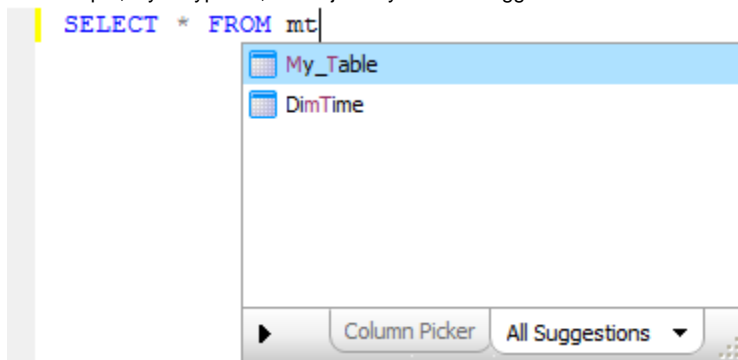 SELECT * FROM mt
My_Table
DimTime
Column Picker All Suggestions